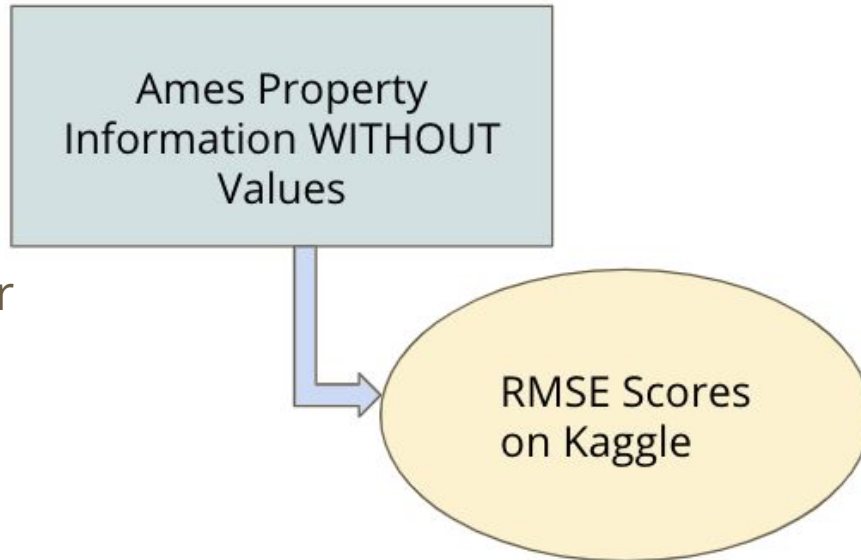 Ames Property
Information WITHOUT
Values
r
RMSE Scores
on Kaggle